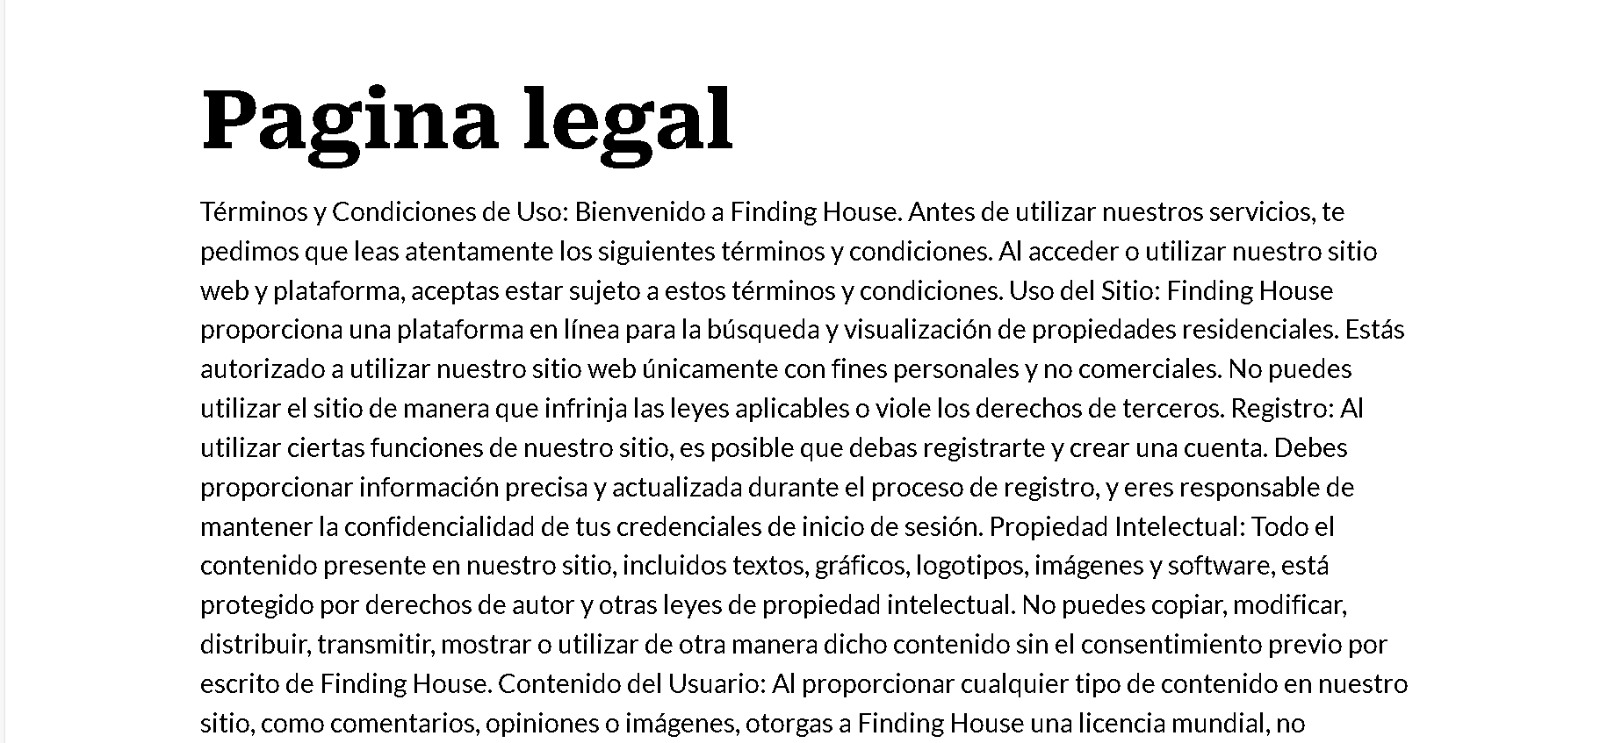 Pagina legal
Términos y Condiciones de Uso: Bienvenido a Finding House. Antes de utilizar nuestros servicios, te
pedimos que leas atentamente los siguientes términos y condiciones. Al acceder o utilizar nuestro sitio
web y plataforma, aceptas estar sujeto a estos términos y condiciones. Uso del Sitio: Finding House
proporciona una plataforma en línea para la búsqueda y visualización de propiedades residenciales. Estás
autorizado a utilizar nuestro sitio web únicamente con fines personales y no comerciales. No puedes
utilizar el sitio de manera que infrinja las leyes aplicables o viole los derechos de terceros. Registro: Al
utilizar ciertas funciones de nuestro sitio, es posible que debas registrarte y crear una cuenta. Debes
proporcionar información precisa y actualizada durante el proceso de registro, y eres responsable de
mantener la confidencialidad de tus credenciales de inicio de sesión. Propiedad Intelectual: Todo el
contenido presente en nuestro sitio, incluidos textos, gráficos, logotipos, imágenes y software, está
protegido por derechos de autor y otras leyes de propiedad intelectual. No puedes copiar, modificar,
distribuir, transmitir, mostrar o utilizar de otra manera dicho contenido sin el consentimiento previo por
escrito de Finding House. Contenido del Usuario: Al proporcionar cualquier tipo de contenido en nuestro
sitio, como comentarios, opiniones o imágenes, otorgas a Finding House una licencia mundial, no